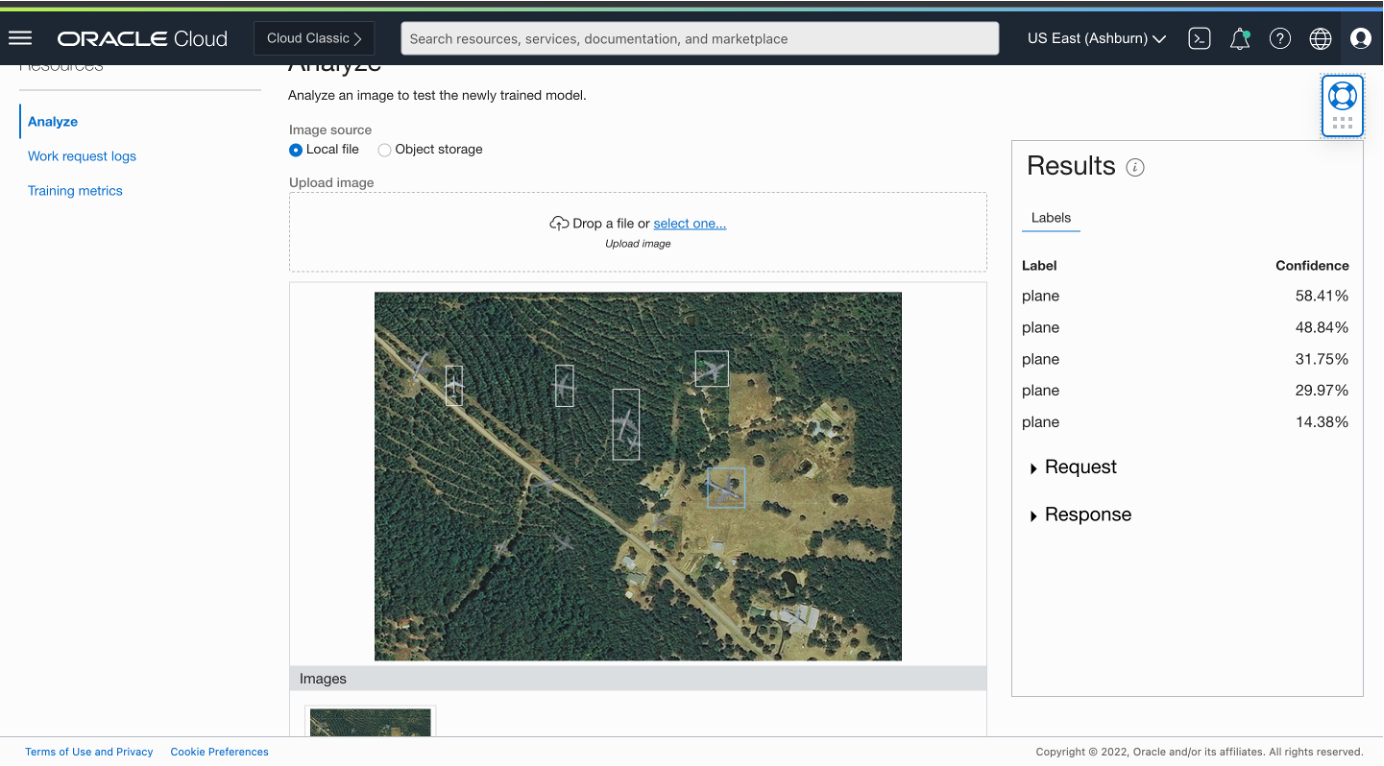 ORACLE Cloud
Cloud Classic
Search resources, services, documentation, and marketplace
US East (Ashburn)
Resources
Analyze
Work request logs
Training metrics
Analyze
Analyze an image to test the newly trained model.
Image source
Local file
Object storage
Upload image
Drop a file or select one...
Upload image
Images
Results
Labels
Label Confidence
plane 58.41%
plane 48.84%
plane 31.75%
plane 29.97%
plane 14.38%
Request
Response
Terms of Use and Privacy
Cookie Preferences
Copyright © 2022, Oracle and/or its affiliates. All rights reserved.